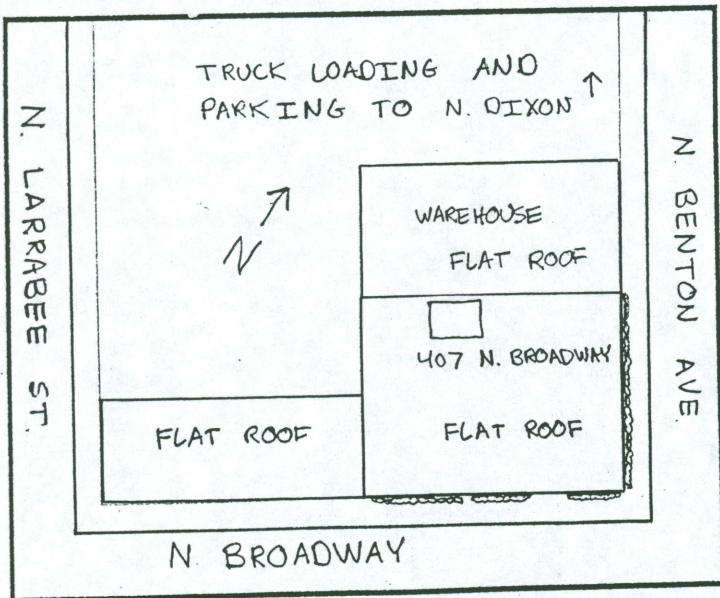 TRUCK LOADING AND
PARKING TO N. DIXON
N. LARRABEE ST.
N BENTON AVE.
N
WAREHOUSE
FLAT ROOF
407 N. BROADWAY
FLAT ROOF
FLAT ROOF
N. BROADWAY